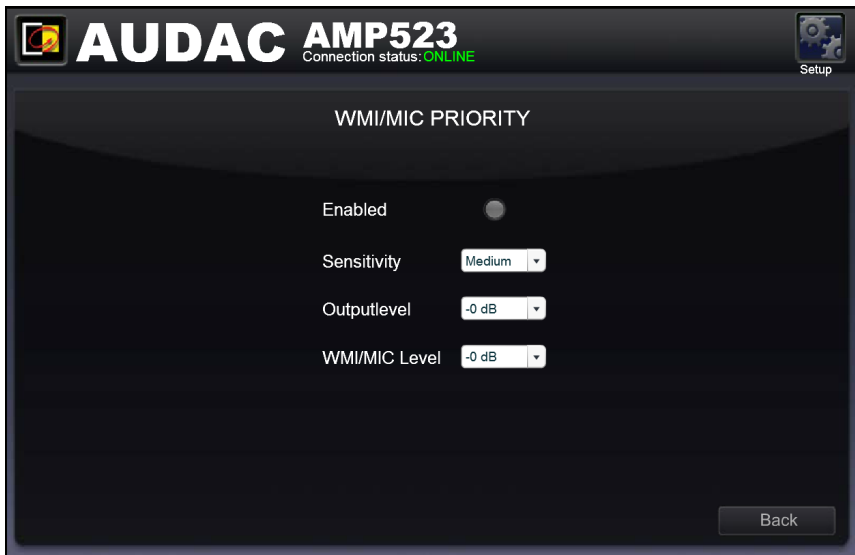 AUDAC AMP523
Connection status:ONLINE
Setup
WMI/MIC PRIORITY
Enabled
Sensitivity Medium
Outputlevel -0 dB
WMI/MIC Level -0 dB
Back